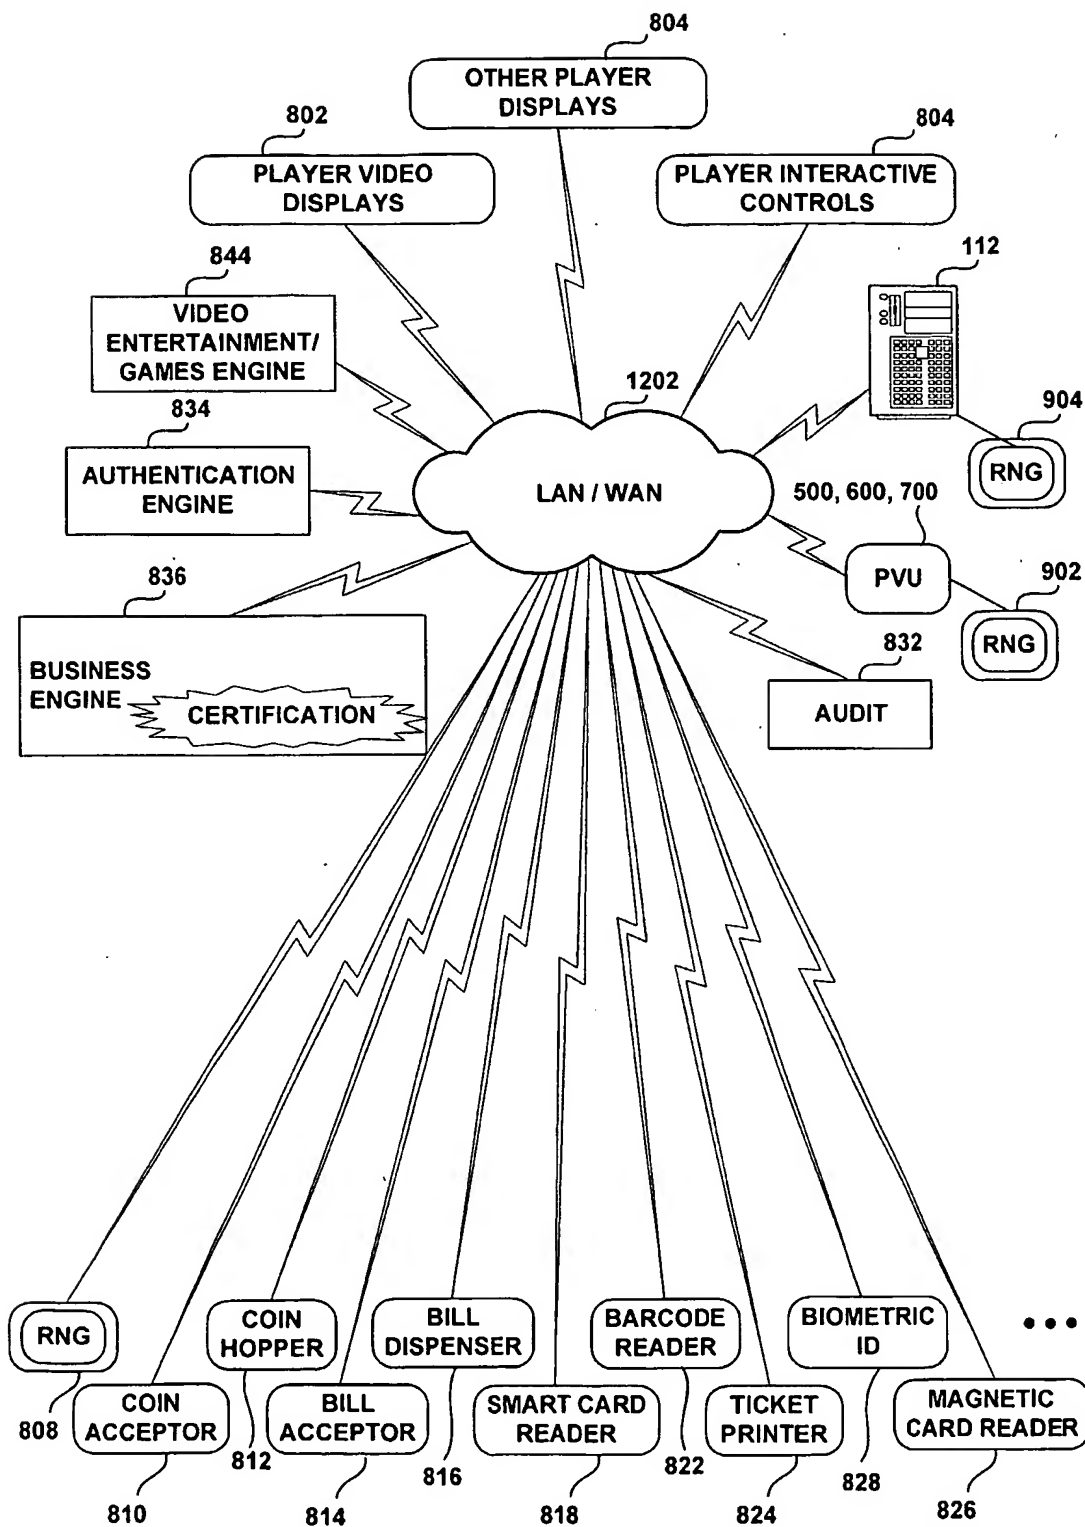 804
OTHER PLAYER
DISPLAYS
802
PLAYER VIDEO
DISPLAYS
804
PLAYER INTERACTIVE
CONTROLS
844
VIDEO
ENTERTAINMENT/
GAMES ENGINE
112
1202
904
RNG
834
AUTHENTICATION
ENGINE
LAN / WAN
500, 600, 700
PVU
902
RNG
836
BUSINESS
ENGINE
CERTIFICATION
832
AUDIT
RNG
808
COIN
ACCEPTOR
810
COIN
HOPPER
812
BILL
ACCEPTOR
814
BILL
DISPENSER
816
SMART CARD
READER
818
BARCODE
READER
822
TICKET
PRINTER
824
BIOMETRIC
ID
828
MAGNETIC
CARD READER
826